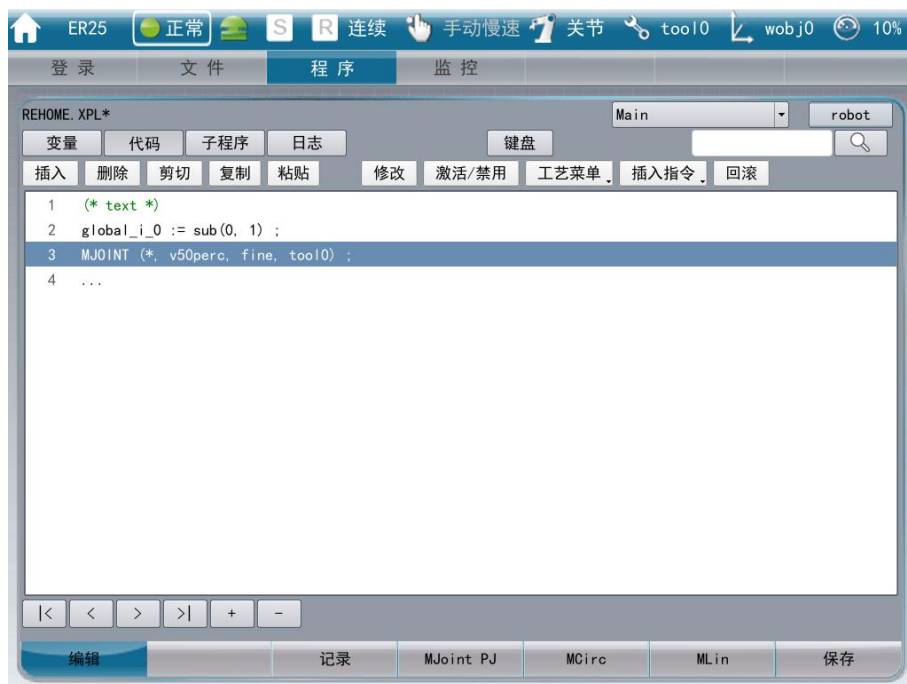 ER25 正常 S R 连续 手动慢速 关节 tool0 wobj0 10%
登录 文件 程序 监控
REHOME.XPL* Main robot
变量 代码 子程序 日志 键盘
插入 删除 剪切 复制 粘贴 修改 激活/禁用 工艺菜单 插入指令 回滚
1 (* text *)
2 global_i_0 := sub(0, 1) ;
3 MJOINT (*, v50perc, fine, tool0) ;
4 ...
|< < > >| + -
编辑 记录 MJoint PJ MCirc MLin 保存